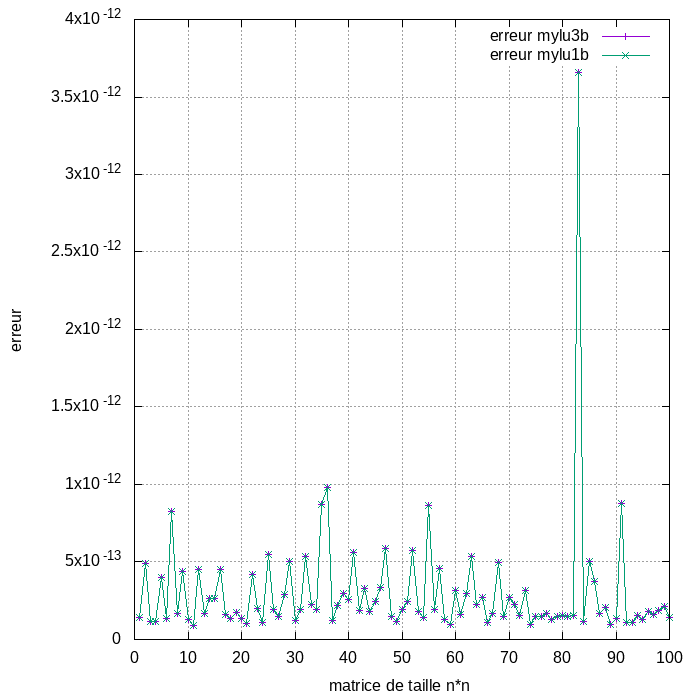 4x10 -12
erreur mylu3b
erreur mylu1b
3.5x10 -12
3x10 -12
2.5x10 -12
2x10 -12
1.5x10 -12
1x10 -12
5x10 -13
0
erreur
0 10 20 30 40 50 60 70 80 90 100
matrice de taille n*n